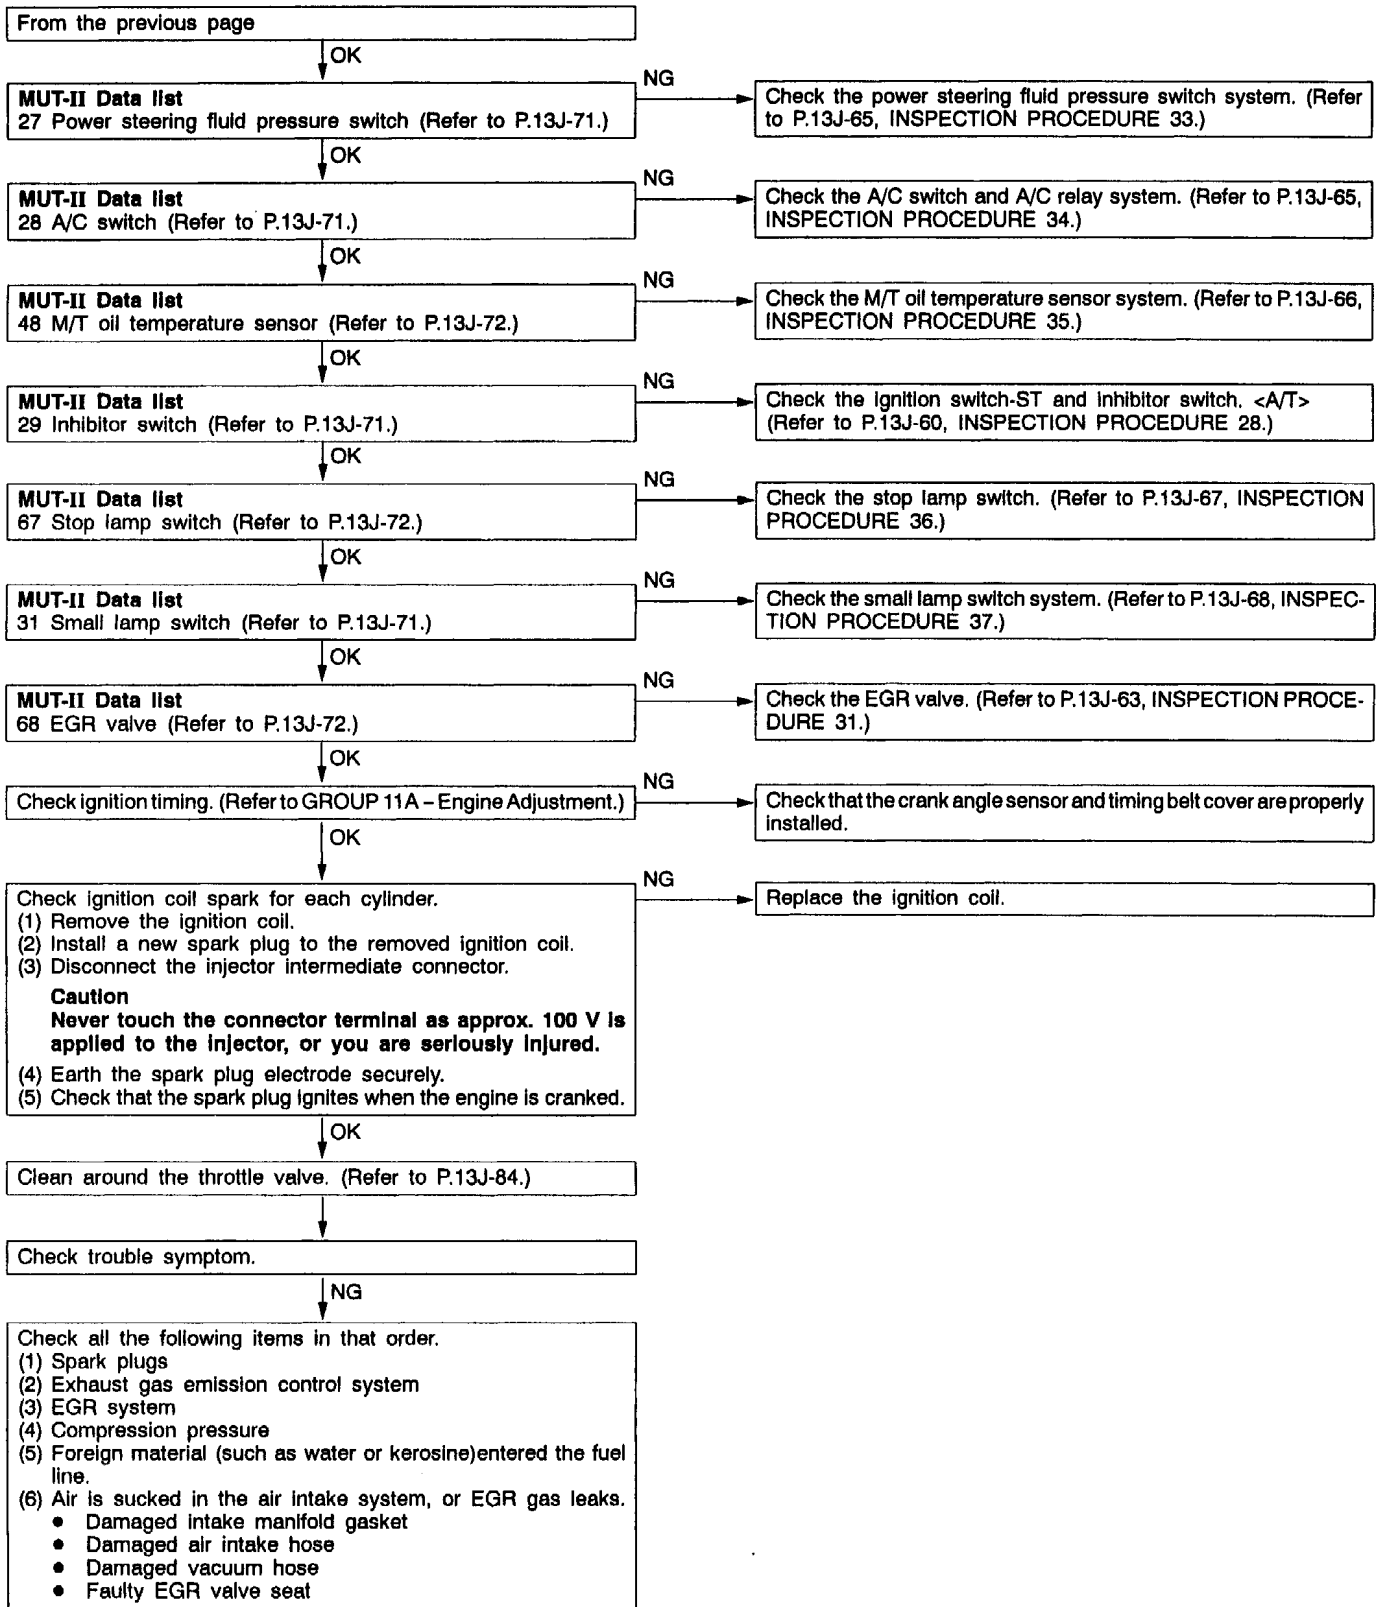 From the previous page
OK
MUT-II Data list
27 Power steering fluid pressure switch (Refer to P.13J-71.)
NG
Check the power steering fluid pressure switch system. (Refer
to P.13J-65, INSPECTION PROCEDURE 33.)
OK
MUT-II Data list
28 A/C switch (Refer to P.13J-71.)
NG
Check the A/C switch and A/C relay system. (Refer to P.13J-65,
INSPECTION PROCEDURE 34.)
OK
MUT-II Data list
48 M/T oil temperature sensor (Refer to P.13J-72.)
NG
Check the M/T oil temperature sensor system. (Refer to P.13J-66,
INSPECTION PROCEDURE 35.)
OK
MUT-II Data list
29 Inhibitor switch (Refer to P.13J-71.)
NG
Check the ignition switch-ST and inhibitor switch. <A/T>
(Refer to P.13J-60, INSPECTION PROCEDURE 28.)
OK
MUT-II Data list
67 Stop lamp switch (Refer to P.13J-72.)
NG
Check the stop lamp switch. (Refer to P.13J-67, INSPECTION
PROCEDURE 36.)
OK
MUT-II Data list
31 Small lamp switch (Refer to P.13J-71.)
NG
Check the small lamp switch system. (Refer to P.13J-68, INSPEC-
TION PROCEDURE 37.)
OK
MUT-II Data list
68 EGR valve (Refer to P.13J-72.)
NG
Check the EGR valve. (Refer to P.13J-63, INSPECTION PROCE-
DURE 31.)
OK
Check ignition timing. (Refer to GROUP 11A – Engine Adjustment.)
NG
Check that the crank angle sensor and timing belt cover are properly
installed.
OK
Check ignition coil spark for each cylinder.
(1) Remove the ignition coil.
(2) Install a new spark plug to the removed ignition coil.
(3) Disconnect the injector intermediate connector.
Caution
Never touch the connector terminal as approx. 100 V is
applied to the injector, or you are seriously injured.
(4) Earth the spark plug electrode securely.
(5) Check that the spark plug ignites when the engine is cranked.
NG
Replace the ignition coil.
OK
Clean around the throttle valve. (Refer to P.13J-84.)
Check trouble symptom.
NG
Check all the following items in that order.
(1) Spark plugs
(2) Exhaust gas emission control system
(3) EGR system
(4) Compression pressure
(5) Foreign material (such as water or kerosine)entered the fuel
line.
(6) Air is sucked in the air intake system, or EGR gas leaks.
● Damaged intake manifold gasket
● Damaged air intake hose
● Damaged vacuum hose
● Faulty EGR valve seat